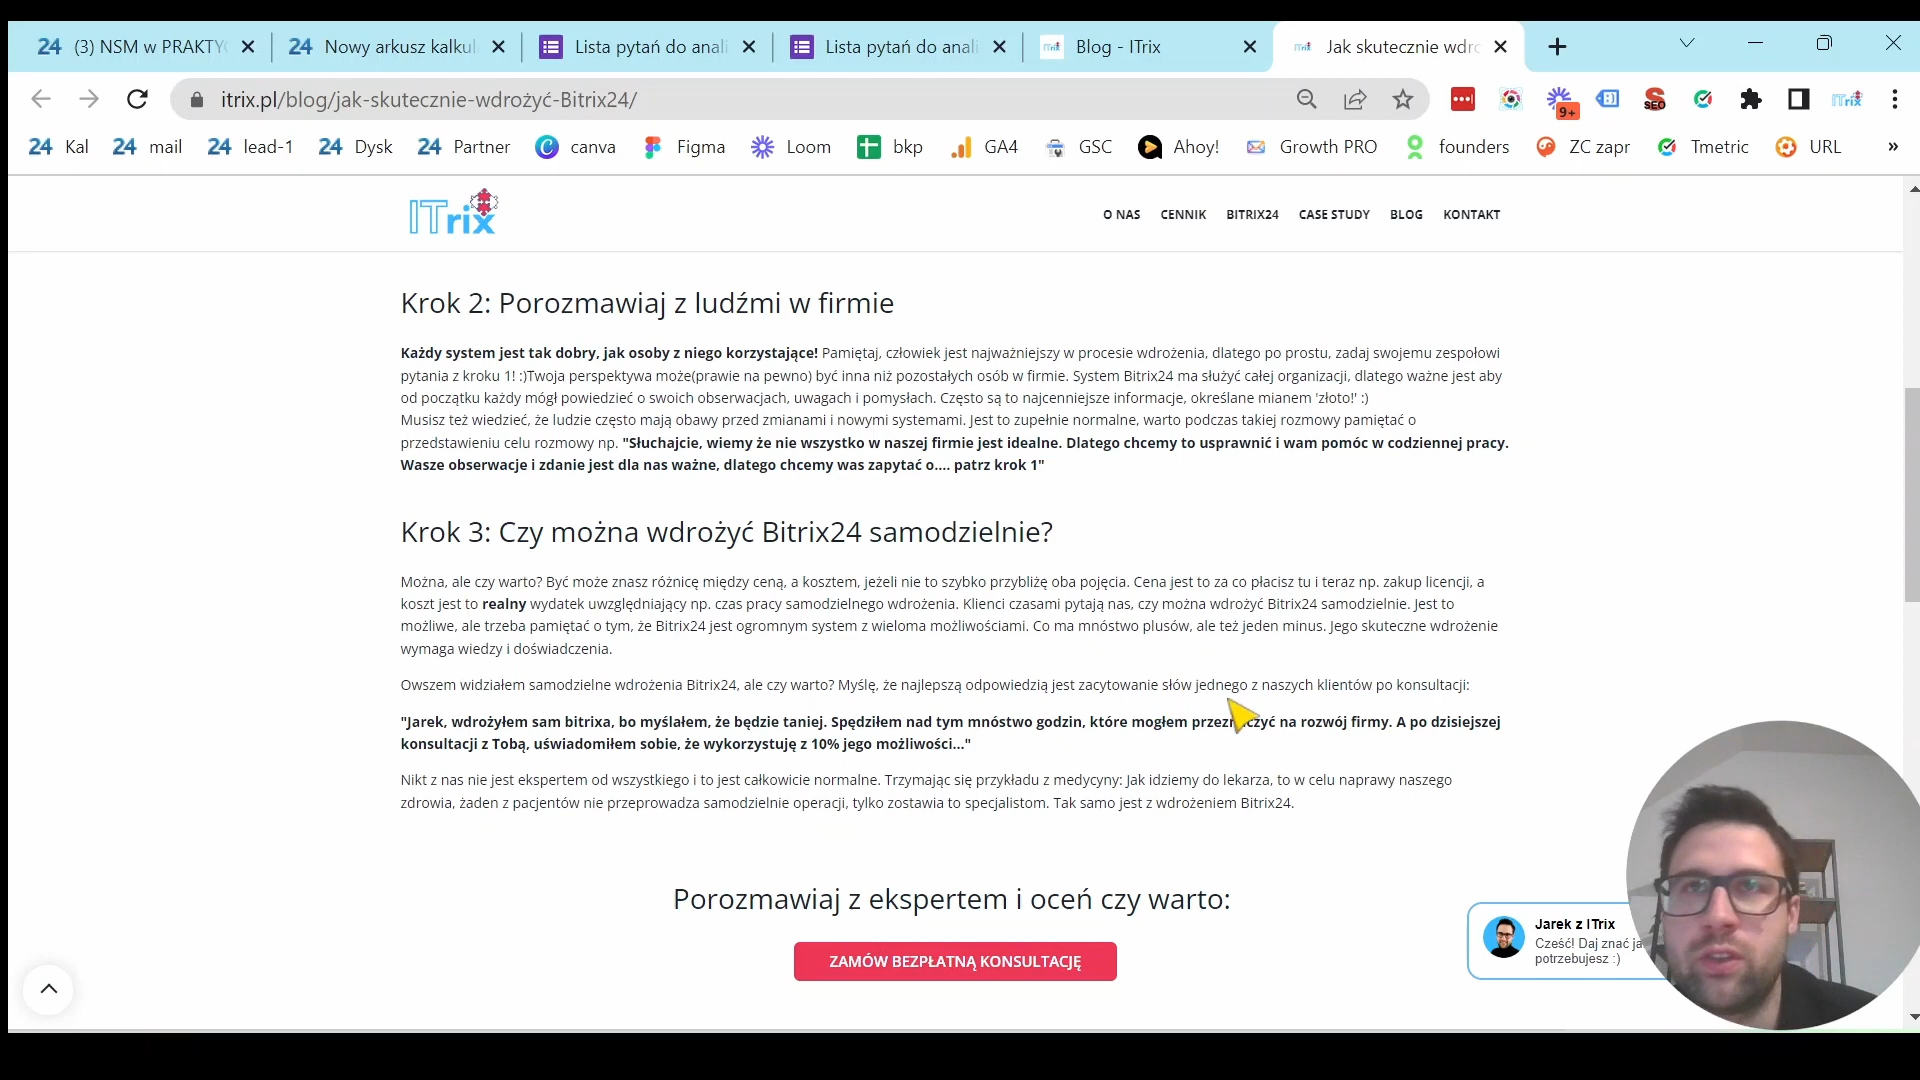 24 (3) NSM w PRAKTY
24 Nowy arkusz kalkul
Lista pytań do anali
Lista pytań do anali
Blog - ITrix
Jak skutecznie wdro
itrix.pl/blog/jak-skutecznie-wdrożyć-Bitrix24/
9+
SEO
ITrix
24 Kal
24 mail
24 lead-1
24 Dysk
24 Partner
canva
Figma
Loom
bkp
GA4
GSC
Ahoy!
Growth PRO
founders
ZC zapr
Tmetric
URL
»
ITrix
O NAS CENNIK BITRIX24 CASE STUDY BLOG KONTAKT
Krok 2: Porozmawiaj z ludźmi w firmie
Każdy system jest tak dobry, jak osoby z niego korzystające! Pamiętaj, człowiek jest najważniejszy w procesie wdrożenia, dlatego po prostu, zadaj swojemu zespołowi
pytania z kroku 1! :)Twoja perspektywa może(prawie na pewno) być inna niż pozostałych osób w firmie. System Bitrix24 ma służyć całej organizacji, dlatego ważne jest aby
od początku każdy mógł powiedzieć o swoich obserwacjach, uwagach i pomysłach. Często są to najcenniejsze informacje, określane mianem 'złoto!' :)
Musisz też wiedzieć, że ludzie często mają obawy przed zmianami i nowymi systemami. Jest to zupełnie normalne, warto podczas takiej rozmowy pamiętać o
przedstawieniu celu rozmowy np. "Słuchajcie, wiemy że nie wszystko w naszej firmie jest idealne. Dlatego chcemy to usprawnić i wam pomóc w codziennej pracy.
Wasze obserwacje i zdanie jest dla nas ważne, dlatego chcemy was zapytać o.... patrz krok 1"
Krok 3: Czy można wdrożyć Bitrix24 samodzielnie?
Można, ale czy warto? Być może znasz różnicę między ceną, a kosztem, jeżeli nie to szybko przybliżę oba pojęcia. Cena jest to za co płacisz tu i teraz np. zakup licencji, a
koszt jest to realny wydatek uwzględniający np. czas pracy samodzielnego wdrożenia. Klienci czasami pytają nas, czy można wdrożyć Bitrix24 samodzielnie. Jest to
możliwe, ale trzeba pamiętać o tym, że Bitrix24 jest ogromnym system z wieloma możliwościami. Co ma mnóstwo plusów, ale też jeden minus. Jego skuteczne wdrożenie
wymaga wiedzy i doświadczenia.
Owszem widziałem samodzielne wdrożenia Bitrix24, ale czy warto? Myślę, że najlepszą odpowiedzią jest zacytowanie słów jednego z naszych klientów po konsultacji:
"Jarek, wdrożyłem sam bitrixa, bo myślałem, że będzie taniej. Spędziłem nad tym mnóstwo godzin, które mogłem przeznaczyć na rozwój firmy. A po dzisiejszej
konsultacji z Tobą, uświadomiłem sobie, że wykorzystuję z 10% jego możliwości..."
Nikt z nas nie jest ekspertem od wszystkiego i to jest całkowicie normalne. Trzymając się przykładu z medycyny: Jak idziemy do lekarza, to w celu naprawy naszego
zdrowia, żaden z pacjentów nie przeprowadza samodzielnie operacji, tylko zostawia to specjalistom. Tak samo jest z wdrożeniem Bitrix24.
Porozmawiaj z ekspertem i oceń czy warto:
ZAMÓW BEZPŁATNĄ KONSULTACJĘ
Jarek z ITrix
Cześć! Daj znać ja
potrzebujesz :)